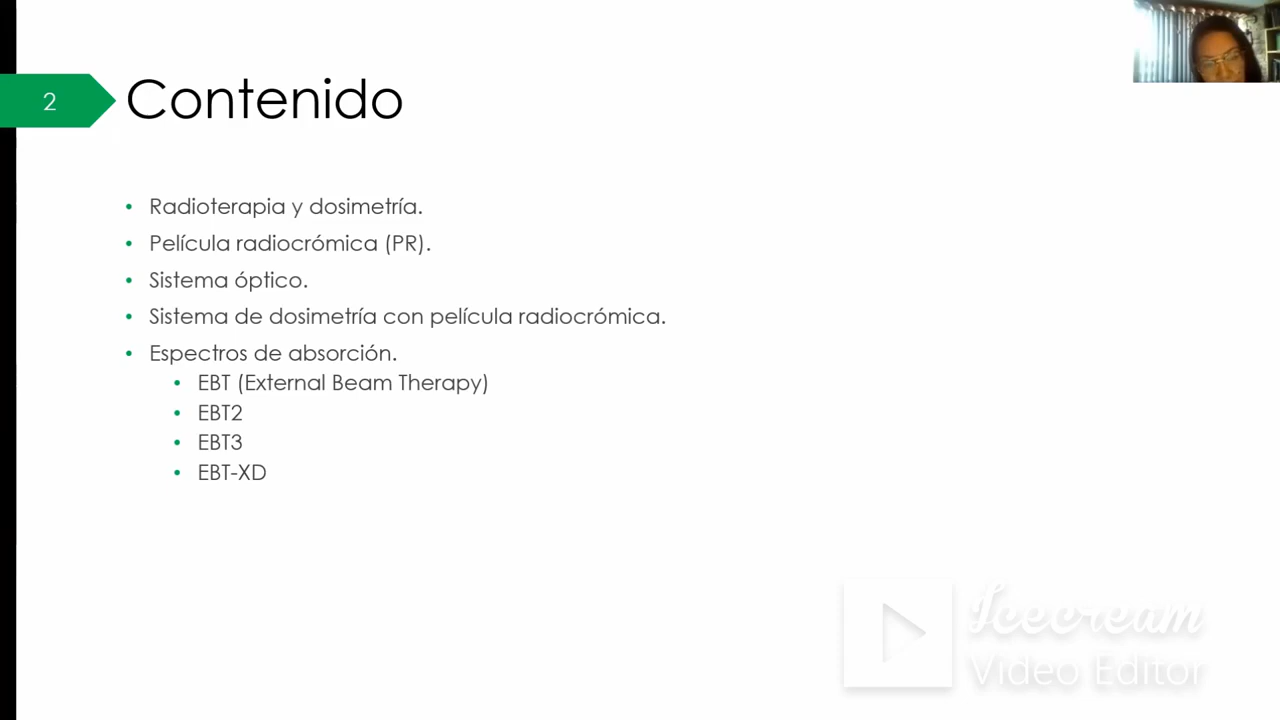 2
Contenido
• Radioterapia y dosimetría.
• Película radiocrómica (PR).
• Sistema óptico.
• Sistema de dosimetría con película radiocrómica.
• Espectros de absorción.
• EBT (External Beam Therapy)
• EBT2
• EBT3
• EBT-XD
Icecream
Video Editor